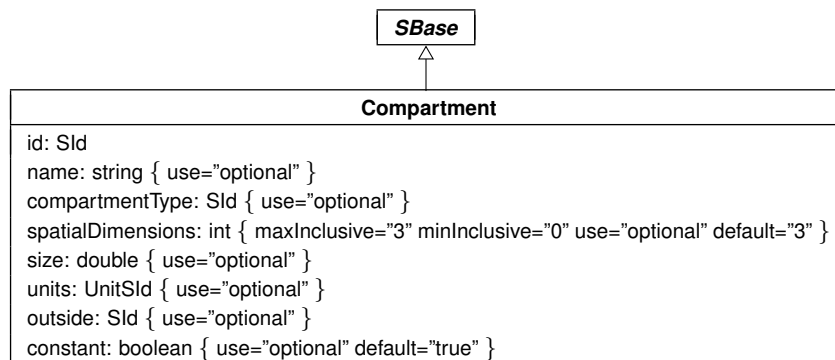 SBase
Compartment
id: SId
name: string { use=”optional” }
compartmentType: SId { use=”optional” }
spatialDimensions: int { maxInclusive=”3” minInclusive=”0” use=”optional” default=”3” }
size: double { use=”optional” }
units: UnitSId { use=”optional” }
outside: SId { use=”optional” }
constant: boolean { use=”optional” default=”true” }